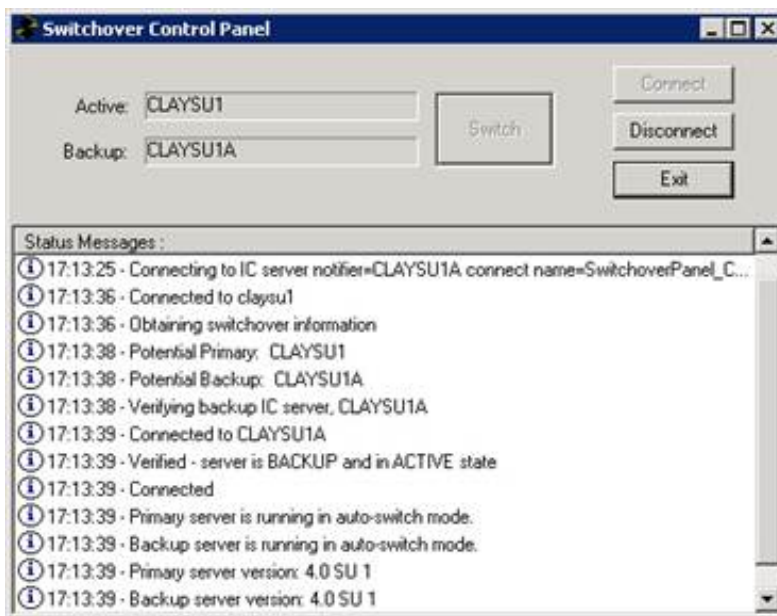 Switchover Control Panel
Active: CLAYSU1
Backup: CLAYSU1A
Switch
Connect
Disconnect
Exit
Status Messages :
17:13:25 - Connecting to IC server notifier=CLAYSU1A connect name=SwitchoverPanel_C...
17:13:36 - Connected to claysu1
17:13:36 - Obtaining switchover information
17:13:38 - Potential Primary: CLAYSU1
17:13:38 - Potential Backup: CLAYSU1A
17:13:38 - Verifying backup IC server, CLAYSU1A
17:13:39 - Connected to CLAYSU1A
17:13:39 - Verified - server is BACKUP and in ACTIVE state
17:13:39 - Connected
17:13:39 - Primary server is running in auto-switch mode.
17:13:39 - Backup server is running in auto-switch mode.
17:13:39 - Primary server version: 4.0 SU 1
17:13:39 - Backup server version: 4.0 SU 1